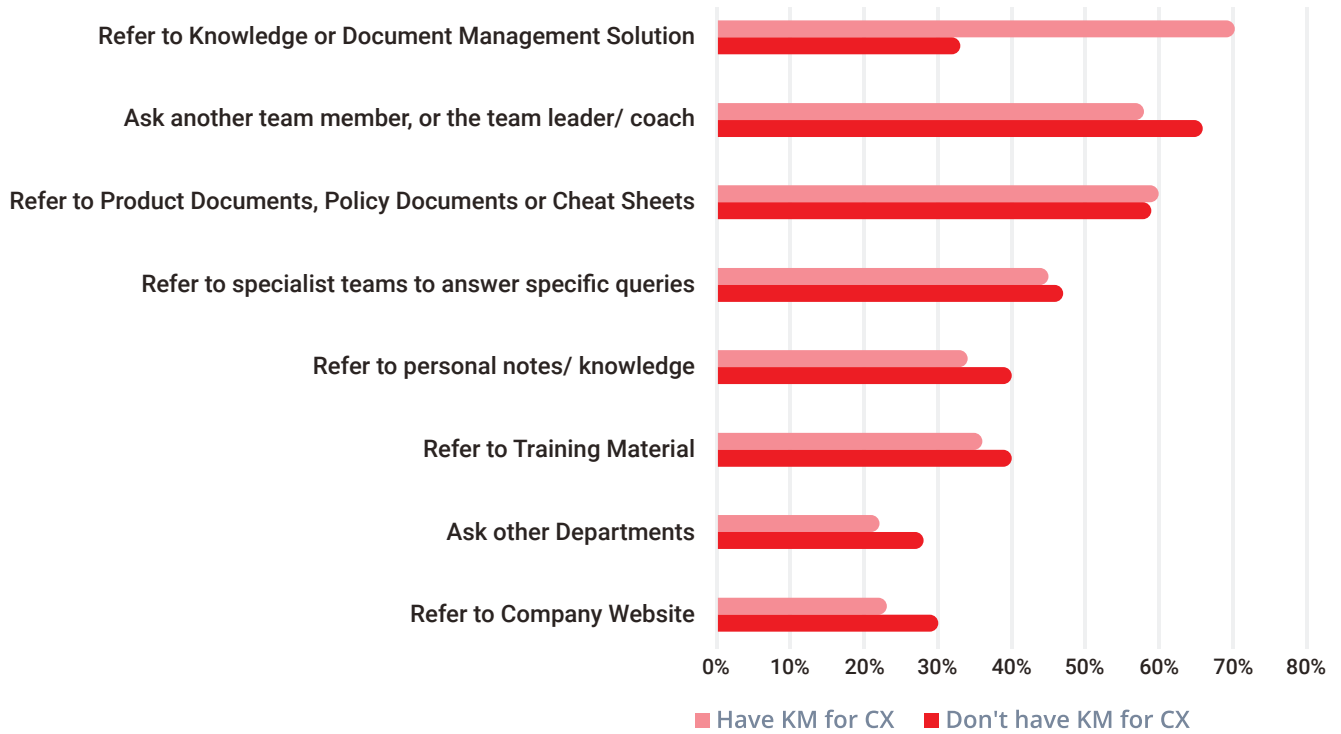 Refer to Knowledge or Document Management Solution
Ask another team member, or the team leader/ coach
Refer to Product Documents, Policy Documents or Cheat Sheets
Refer to specialist teams to answer specific queries
Refer to personal notes/ knowledge
Refer to Training Material
Ask other Departments
Refer to Company Website
0% 10% 20% 30% 40% 50% 60% 70% 80%
Have KM for CX Don't have KM for CX